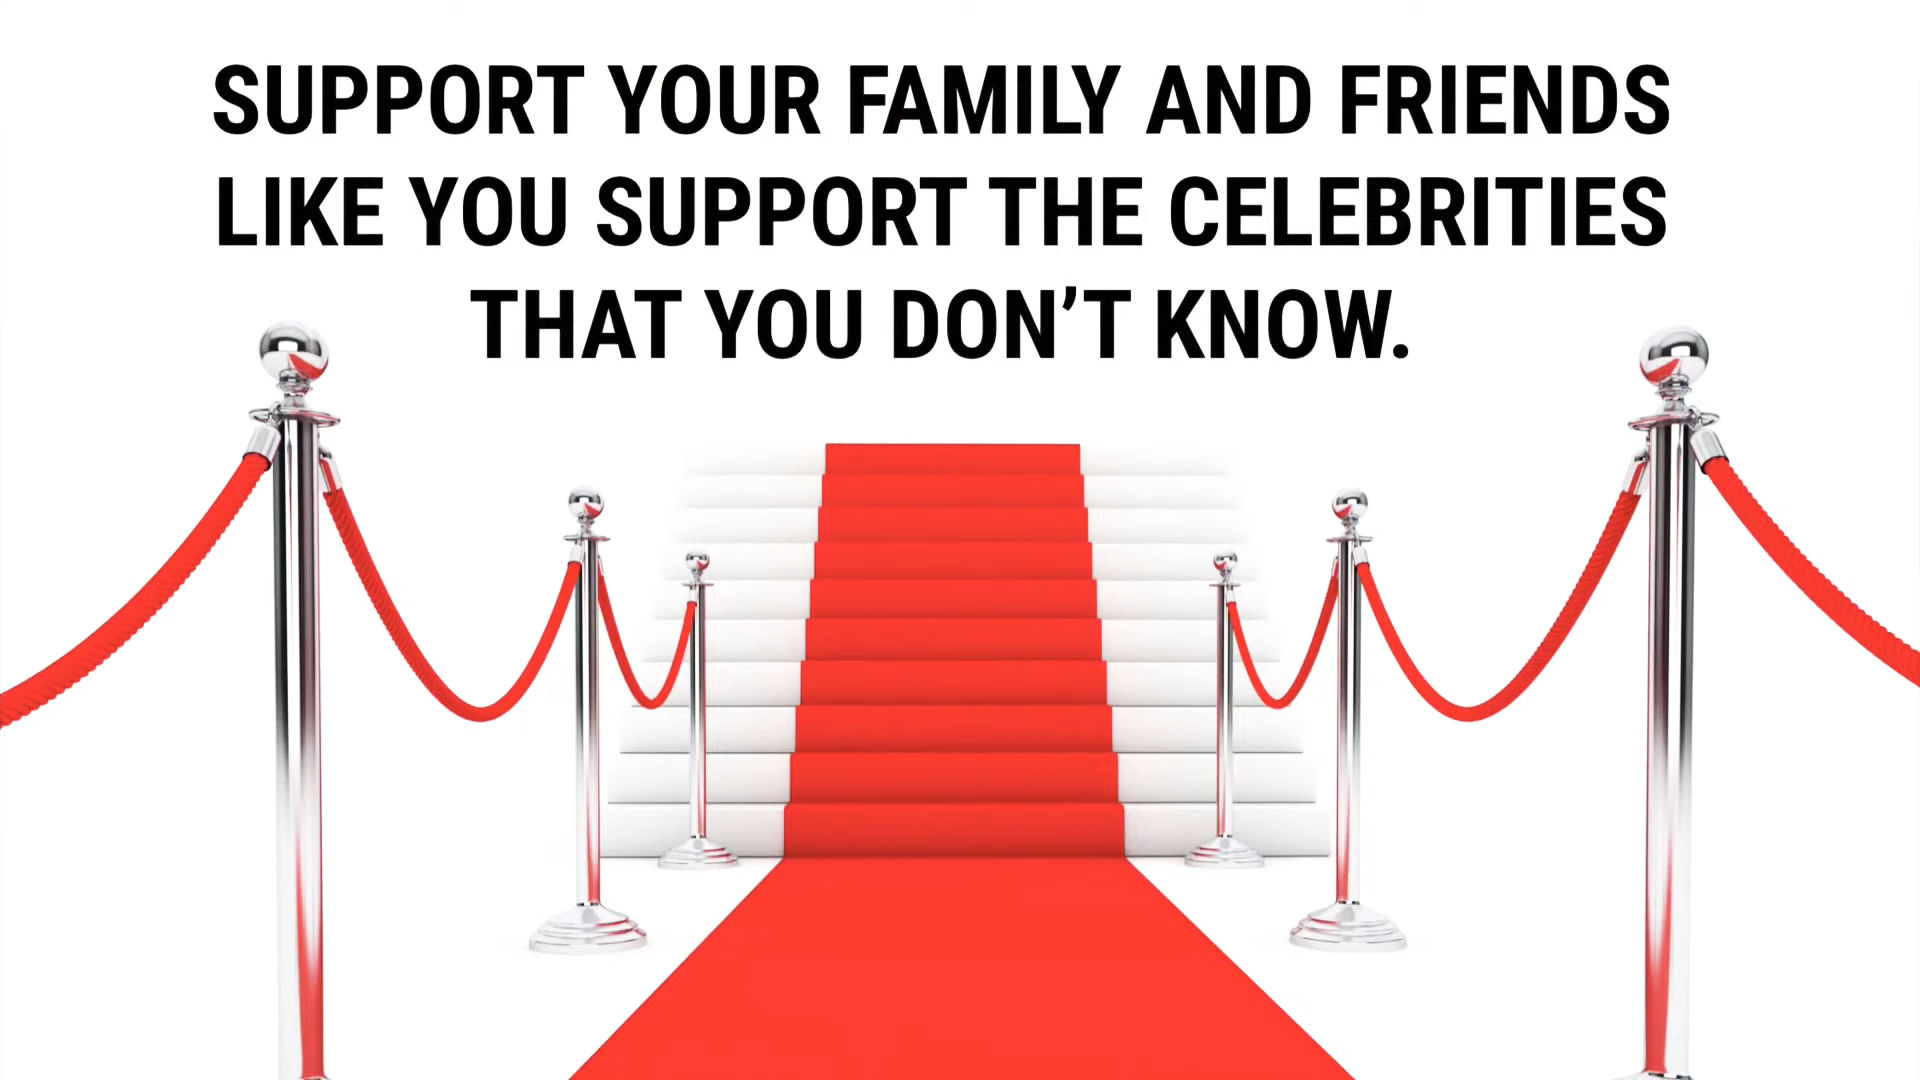 SUPPORT YOUR FAMILY AND FRIENDS
LIKE YOU SUPPORT THE CELEBRITIES
THAT YOU DON’T KNOW.